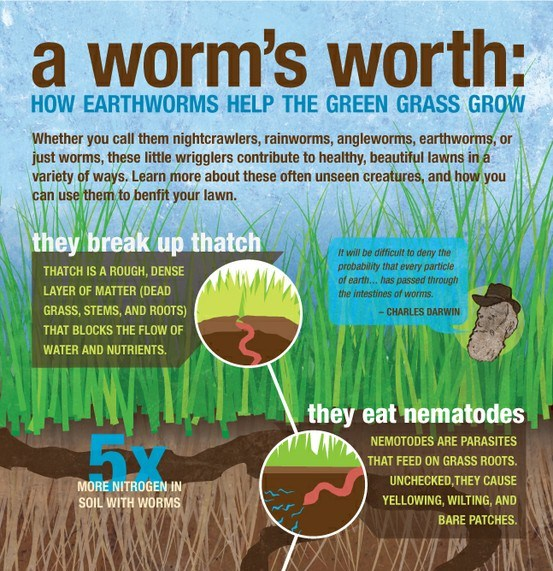 a worm's worth:
HOW EARTHWORMS HELP THE GREEN GRASS GROW
Whether you call them nightcrawlers, rainworms, angleworms, earthworms, or
just worms, these little wrigglers contribute to healthy, beautiful lawns in a
variety of ways. Learn more about these often unseen creatures, and how you
can use them to benfit your lawn.
they break up thatch
THATCH IS A ROUGH, DENSE
LAYER OF MATTER (DEAD
GRASS, STEMS, AND ROOTS)
THAT BLOCKS THE FLOW OF
WATER AND NUTRIENTS.
It will be difficult to deny the
probability that every particle
of earth... has passed through
the intestines of worms.
– CHARLES DARWIN
they eat nematodes
NEMOTODES ARE PARASITES
THAT FEED ON GRASS ROOTS.
UNCHECKED,THEY CAUSE
YELLOWING, WILTING, AND
BARE PATCHES.
5x
MORE NITROGEN IN
SOIL WITH WORMS